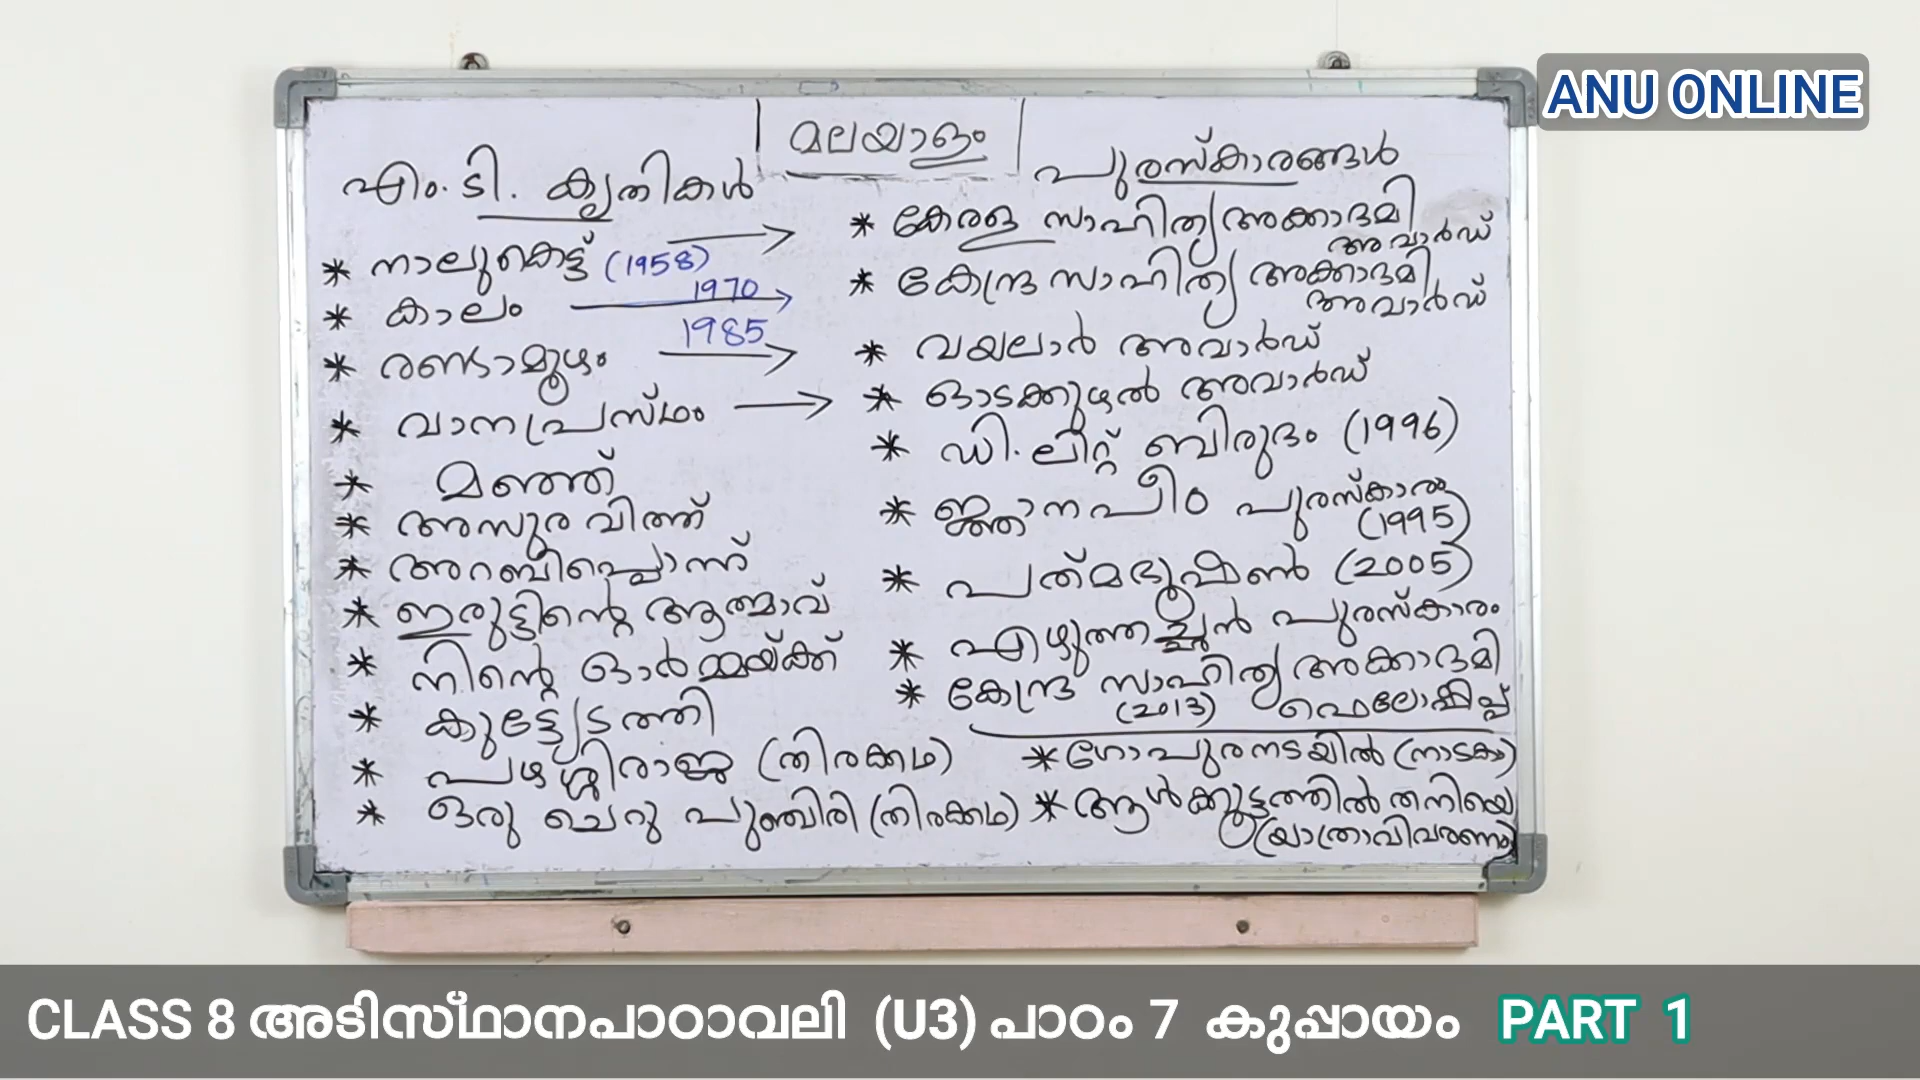 ANU ONLINE
മലയാളം
എം.ടി. കൃതികൾ
* നാലുകെട്ട് (1958)
* കാലം 1970
* രണ്ടാമൂഴം 1985
* വാനപ്രസ്ഥം
* മഞ്ഞ്
* അസുരവിത്ത്
* അറബിപ്പൊന്ന്
* ഇരുട്ടിന്റെ ആത്മാവ്
* നിന്റെ ഓർമ്മയ്ക്ക്
* കുട്ട്യേടത്തി
* പഴശ്ശിരാജ (തിരക്കഥ)
* ഒരു ചെറു പുഞ്ചിരി (തിരക്കഥ)
പുരസ്കാരങ്ങൾ
* കേരള സാഹിത്യ അക്കാദമി
അവാർഡ്
* കേന്ദ്ര സാഹിത്യ അക്കാദമി
അവാർഡ്
* വയലാർ അവാർഡ്
* ഓടക്കുഴൽ അവാർഡ്
* ഡി.ലിറ്റ് ബിരുദം (1996)
* ജ്ഞാനപീഠ പുരസ്കാരം
(1995)
* പത്മഭൂഷൺ (2005)
* എഴുത്തച്ഛൻ പുരസ്കാരം
* കേന്ദ്ര സാഹിത്യ അക്കാദമി
(2013) ഫെലോഷിപ്പ്
* ഗോപുരനടയിൽ (നാടകം)
* ആൾക്കൂട്ടത്തിൽ തനിയെ
(യാത്രാവിവരണം)
CLASS 8 അടിസ്ഥാനപാഠാവലി (U3) പാഠം 7 കുപ്പായം PART 1